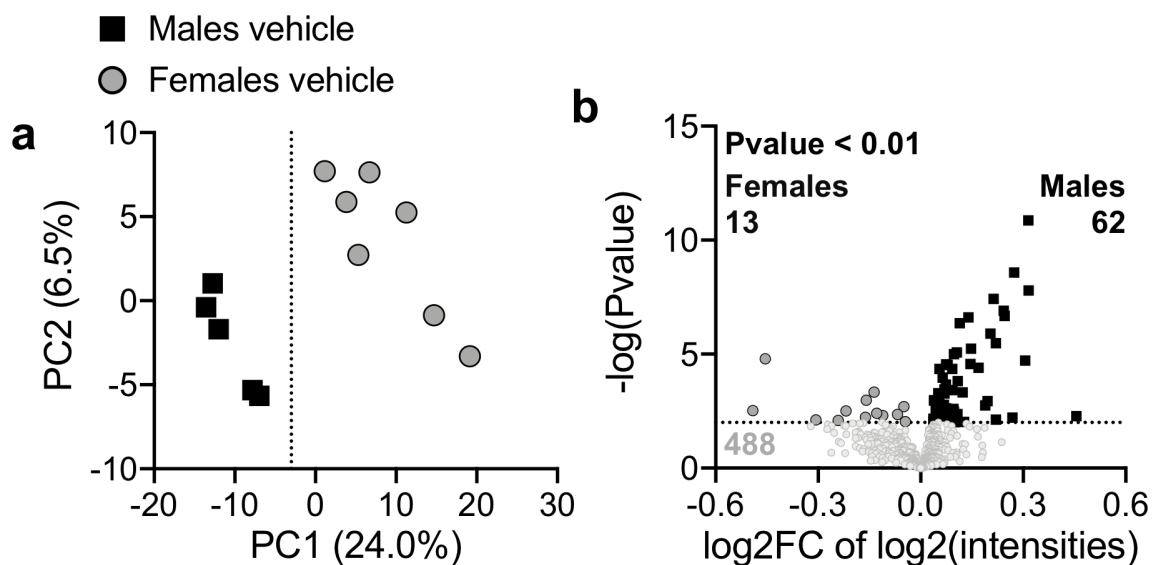 Males vehicle
Females vehicle
a
10
5
0
-5
-10
-20 -10 0 10 20 30
PC2 (6.5%)
PC1 (24.0%)
b
15
10
5
0
-0.6 -0.3 0.0 0.3 0.6
-log(Pvalue)
log2FC of log2(intensities)
Pvalue < 0.01
Females Males
13 62
488